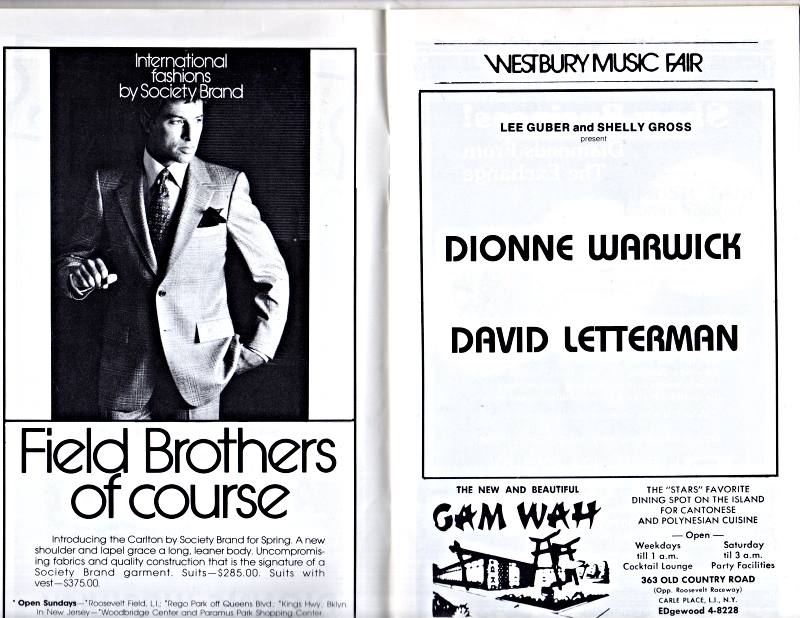 International
fashions
by Society Brand
Field Brothers
of course
Introducing the Carlton by Society Brand for Spring. A new
shoulder and lapel grace a long, leaner body. Uncompromis-
ing fabrics and quality construction that is the signature of a
Society Brand garment. Suits—$285.00. Suits with
vest—$375.00.
* Open Sundays—*Roosevelt Field, L.I.; *Rego Park off Queens Blvd.; *Kings Hwy., Bklyn.
In New Jersey—*Woodbridge Center and Paramus Park Shopping Center.
WESTBURY MUSIC FAIR
LEE GUBER and SHELLY GROSS
present
DIONNE WARWICK
DAVID LETTERMAN
THE NEW AND BEAUTIFUL
GAM WAH
THE "STARS" FAVORITE
DINING SPOT ON THE ISLAND
FOR CANTONESE
AND POLYNESIAN CUISINE
— Open —
Weekdays Saturday
till 1 a.m. til 3 a.m.
Cocktail Lounge Party Facilities
363 OLD COUNTRY ROAD
(Opp. Roosevelt Raceway)
CARLE PLACE, L.I., N.Y.
EDgewood 4-8228